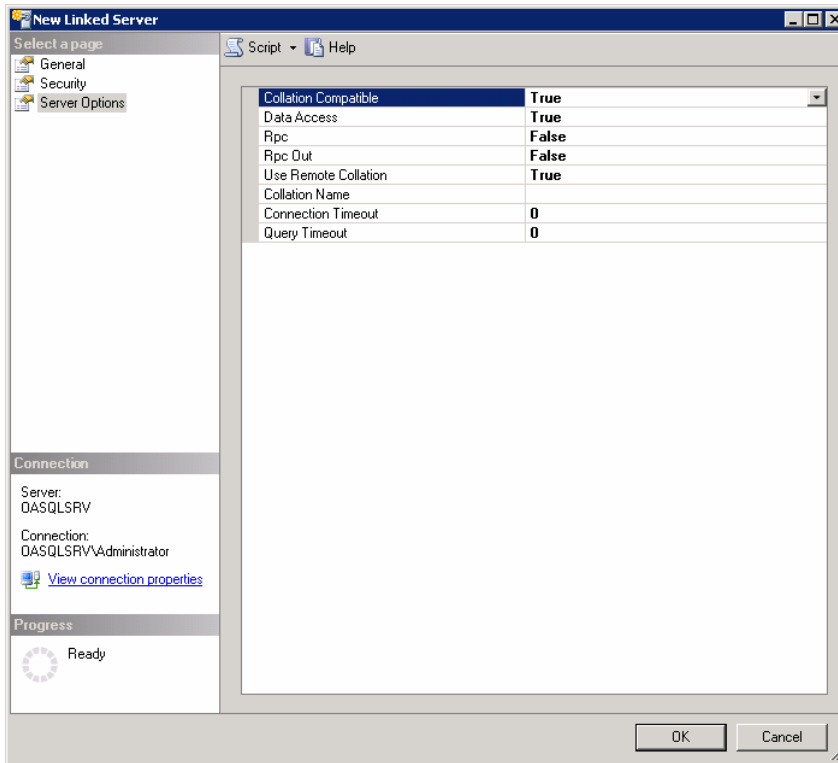 New Linked Server
Select a page
General
Security
Server Options
Script Help
Collation Compatible True
Data Access True
Rpc False
Rpc Out False
Use Remote Collation True
Collation Name
Connection Timeout 0
Query Timeout 0
Connection
Server:
OASQLSRV
Connection:
OASQLSRV\Administrator
View connection properties
Progress
Ready
OK Cancel